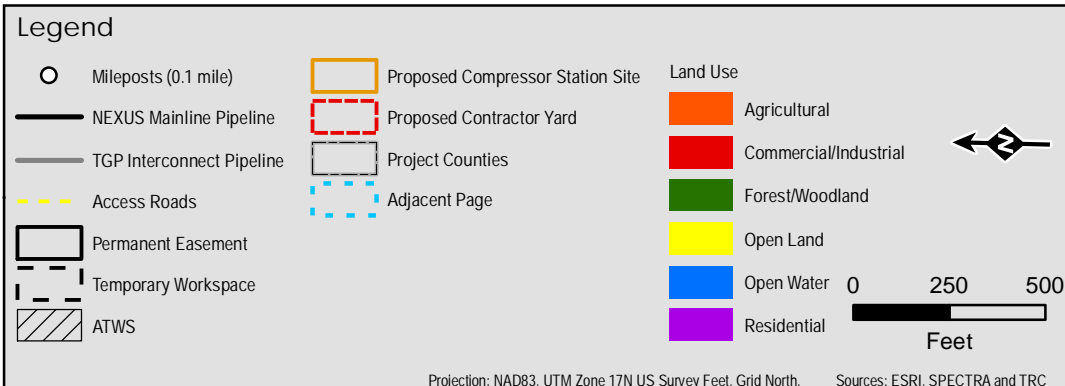 Legend
Mileposts (0.1 mile)
NEXUS Mainline Pipeline
TGP Interconnect Pipeline
Access Roads
Permanent Easement
Temporary Workspace
ATWS
Proposed Compressor Station Site
Proposed Contractor Yard
Project Counties
Adjacent Page
Land Use
Agricultural
Commercial/Industrial
Forest/Woodland
Open Land
Open Water
Residential
N
0 250 500
Feet
Projection: NAD83, UTM Zone 17N US Survey Feet, Grid North. Sources: ESRI, SPECTRA and TRC